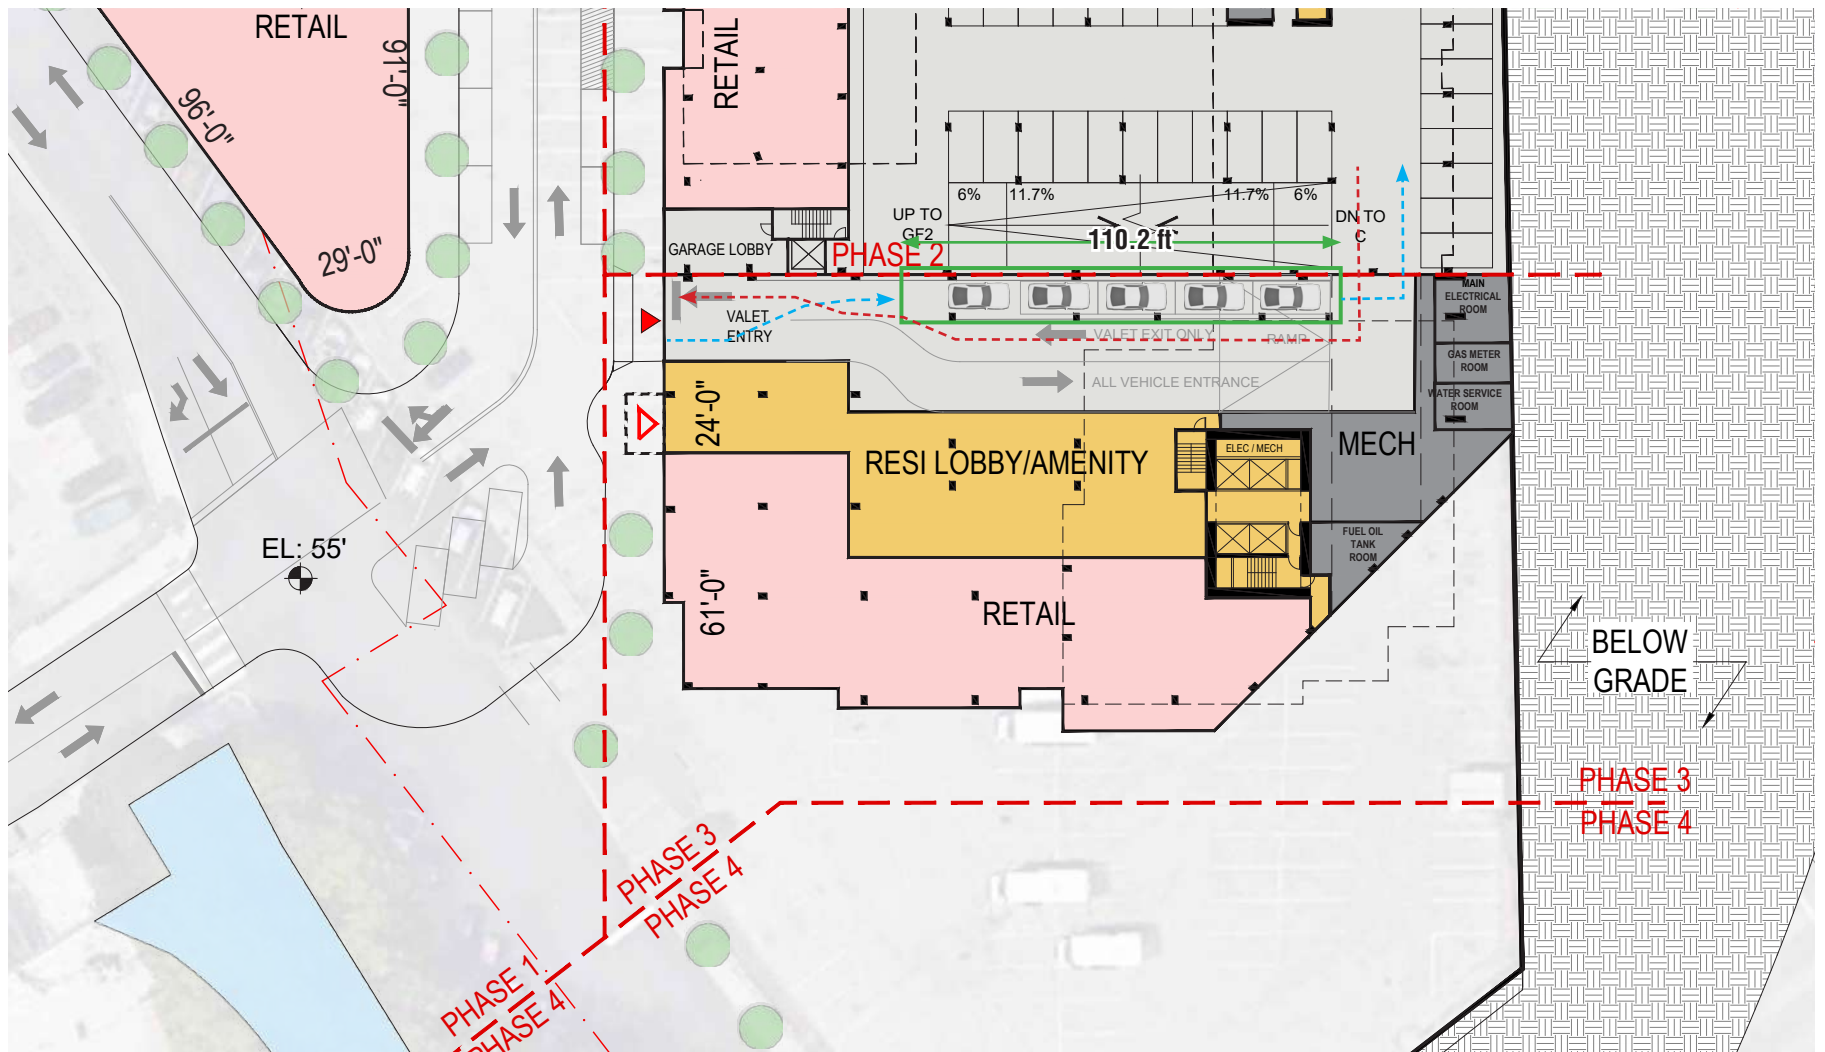 RETAIL
91'-0"
96'-0"
29'-0"
RETAIL
GARAGE LOBBY
PHASE 2
UP TO
GF2
6%
11.7%
11.7%
6%
110.2 ft
DN TO
C
VALET
ENTRY
VALET EXIT ONLY
RAMP
ALL VEHICLE ENTRANCE
MAIN
ELECTRICAL
ROOM
GAS METER
ROOM
WATER SERVICE
ROOM
24'-0"
RESI LOBBY/AMENITY
ELEC / MECH
MECH
FUEL OIL
TANK
ROOM
EL: 55'
61'-0"
RETAIL
BELOW
GRADE
PHASE 3
PHASE 4
PHASE 3
PHASE 4
PHASE 1
PHASE 4